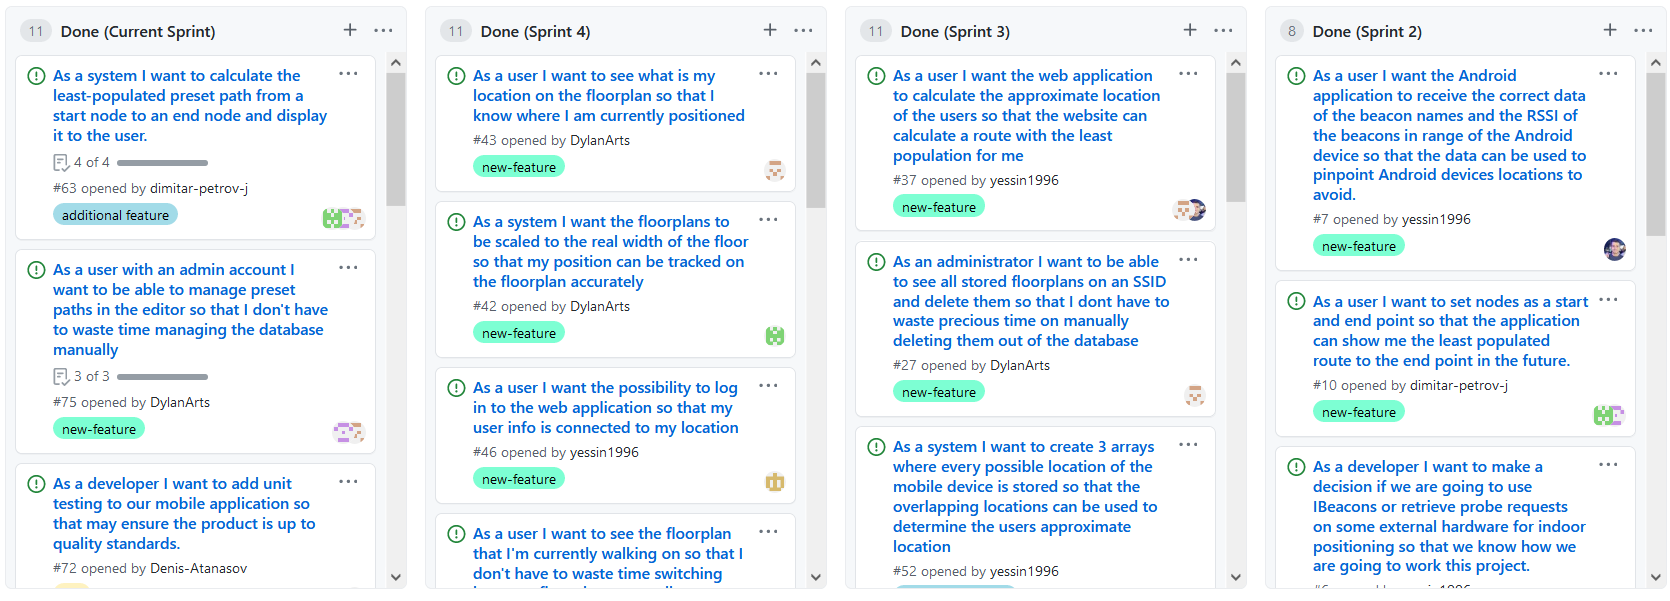 11 Done (Current Sprint)
As a system I want to calculate the
least-populated preset path from a
start node to an end node and display
it to the user.
4 of 4
#63 opened by dimitar-petrov-j
additional feature
As a user with an admin account I
want to be able to manage preset
paths in the editor so that I don't have
to waste time managing the database
manually
3 of 3
#75 opened by DylanArts
new-feature
As a developer I want to add unit
testing to our mobile application so
that may ensure the product is up to
quality standards.
#72 opened by Denis-Atanasov
11 Done (Sprint 4)
As a user I want to see what is my
location on the floorplan so that I
know where I am currently positioned
#43 opened by DylanArts
new-feature
As a system I want the floorplans to
be scaled to the real width of the floor
so that my position can be tracked on
the floorplan accurately
#42 opened by DylanArts
new-feature
As a user I want the possibility to log
in to the web application so that my
user info is connected to my location
#46 opened by yessin1996
new-feature
As a user I want to see the floorplan
that I'm currently walking on so that I
don't have to waste time switching
11 Done (Sprint 3)
As a user I want the web application
to calculate the approximate location
of the users so that the website can
calculate a route with the least
population for me
#37 opened by yessin1996
new-feature
As an administrator I want to be able
to see all stored floorplans on an SSID
and delete them so that I dont have to
waste precious time on manually
deleting them out of the database
#27 opened by DylanArts
new-feature
As a system I want to create 3 arrays
where every possible location of the
mobile device is stored so that the
overlapping locations can be used to
determine the users approximate
location
#52 opened by yessin1996
8 Done (Sprint 2)
As a user I want the Android
application to receive the correct data
of the beacon names and the RSSI of
the beacons in range of the Android
device so that the data can be used to
pinpoint Android devices locations to
avoid.
#7 opened by yessin1996
new-feature
As a user I want to set nodes as a start
and end point so that the application
can show me the least populated
route to the end point in the future.
#10 opened by dimitar-petrov-j
new-feature
As a developer I want to make a
decision if we are going to use
IBeacons or retrieve probe requests
on some external hardware for indoor
positioning so that we know how we
are going to work this project.